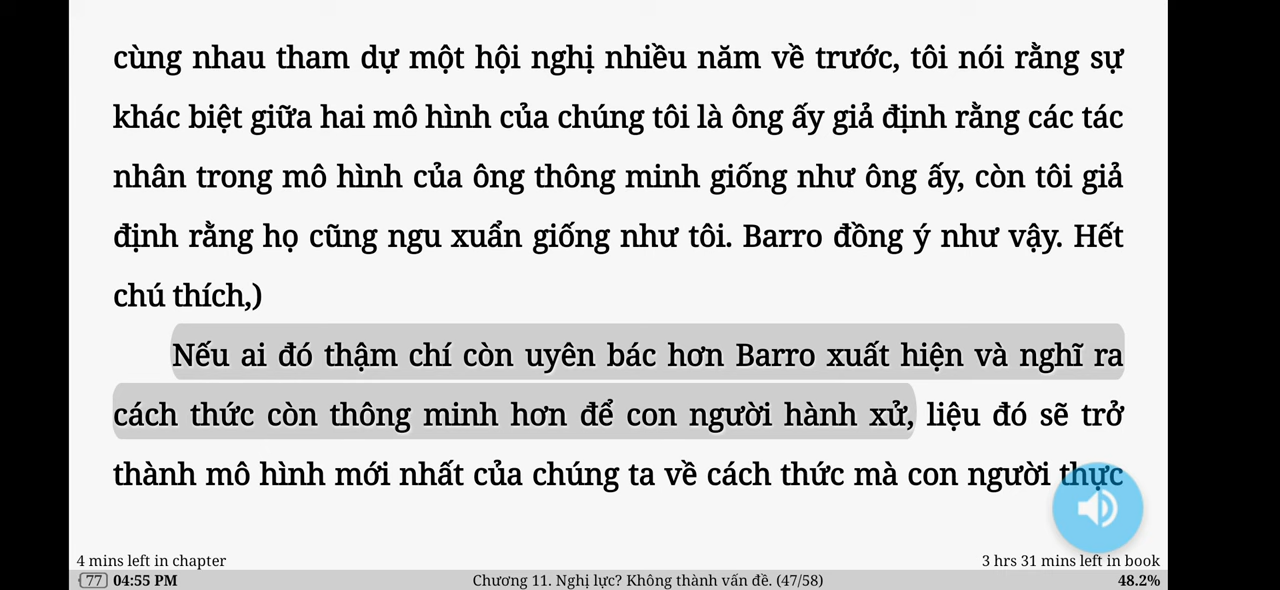 cùng nhau tham dự một hội nghị nhiều năm về trước, tôi nói rằng sự
khác biệt giữa hai mô hình của chúng tôi là ông ấy giả định rằng các tác
nhân trong mô hình của ông thông minh giống như ông ấy, còn tôi giả
định rằng họ cũng ngu xuẩn giống như tôi. Barro đồng ý như vậy. Hết
chú thích,)
Nếu ai đó thậm chí còn uyên bác hơn Barro xuất hiện và nghĩ ra
cách thức còn thông minh hơn để con người hành xử, liệu đó sẽ trở
thành mô hình mới nhất của chúng ta về cách thức mà con người thực
4 mins left in chapter
3 hrs 31 mins left in book
77 04:55 PM
Chương 11. Nghị lực? Không thành vấn đề. (47/58)
48.2%